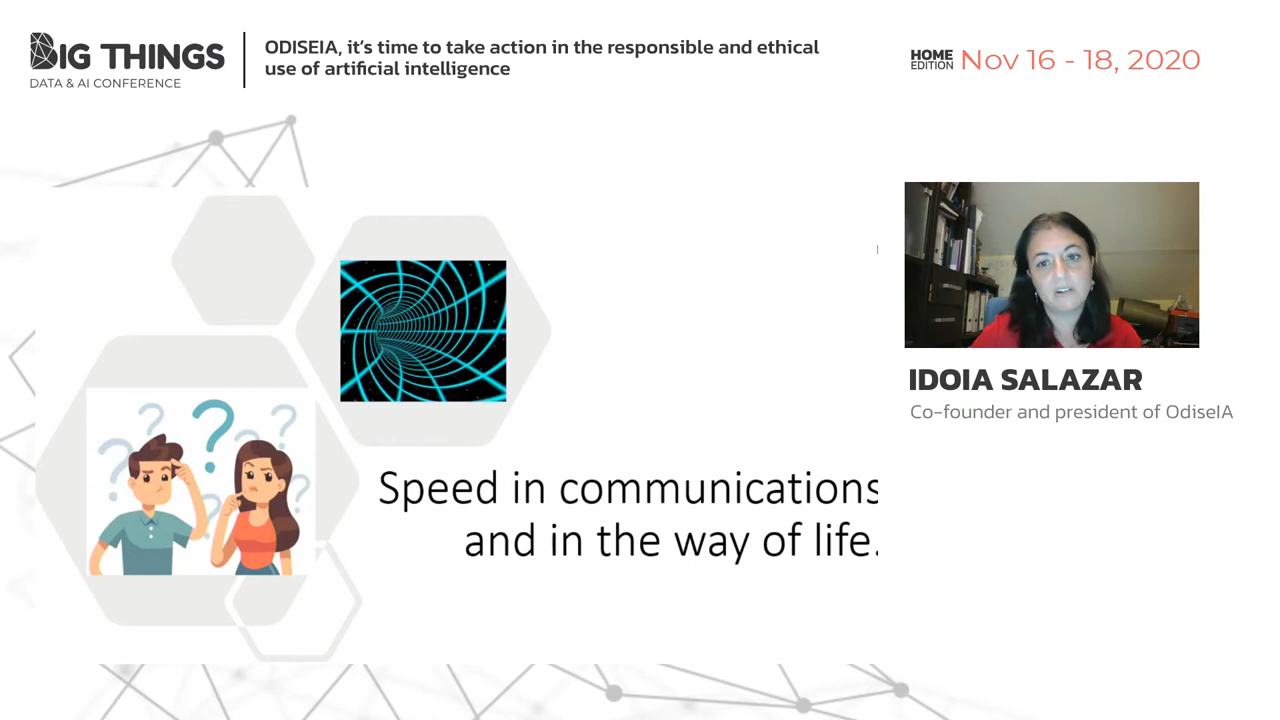 BIG THINGS
DATA & AI CONFERENCE
ODISEIA, it's time to take action in the responsible and ethical
use of artificial intelligence
HOME
EDITION
Nov 16 - 18, 2020
IDOIA SALAZAR
Co-founder and president of OdiseIA
Speed in communications
and in the way of life.